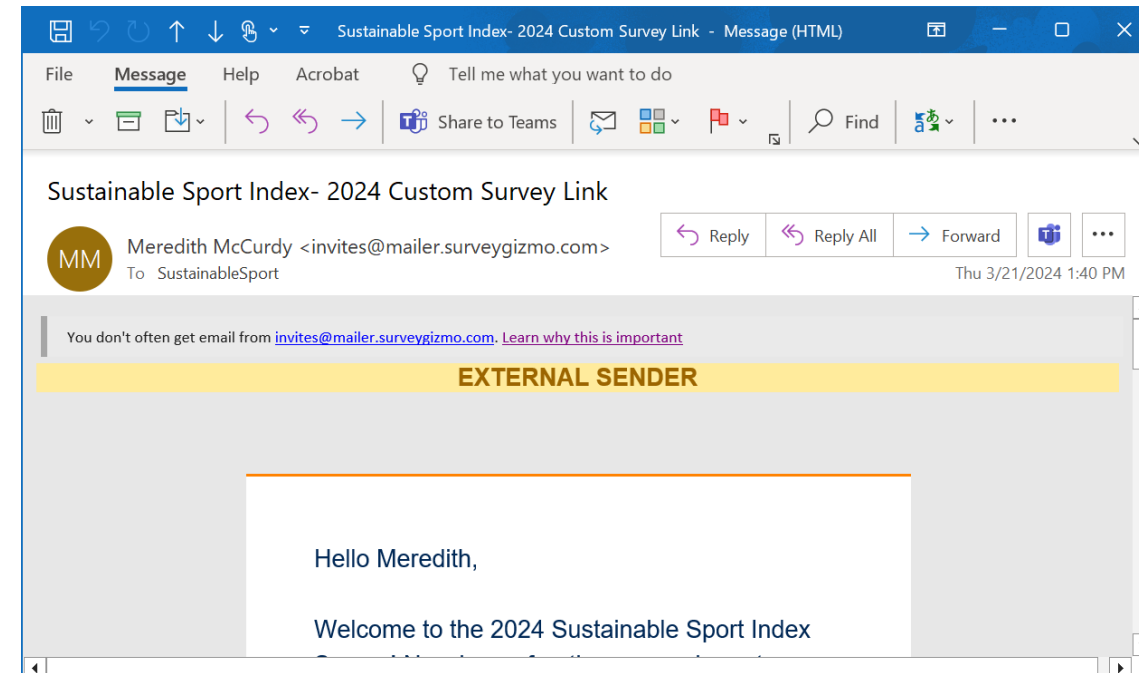 Sustainable Sport Index- 2024 Custom Survey Link - Message (HTML)
File Message Help Acrobat Tell me what you want to do
Share to Teams Find
Sustainable Sport Index- 2024 Custom Survey Link
MM
Meredith McCurdy <invites@mailer.surveygizmo.com>
To SustainableSport
Reply Reply All Forward
Thu 3/21/2024 1:40 PM
You don't often get email from invites@mailer.surveygizmo.com. Learn why this is important
EXTERNAL SENDER
Hello Meredith,
Welcome to the 2024 Sustainable Sport Index